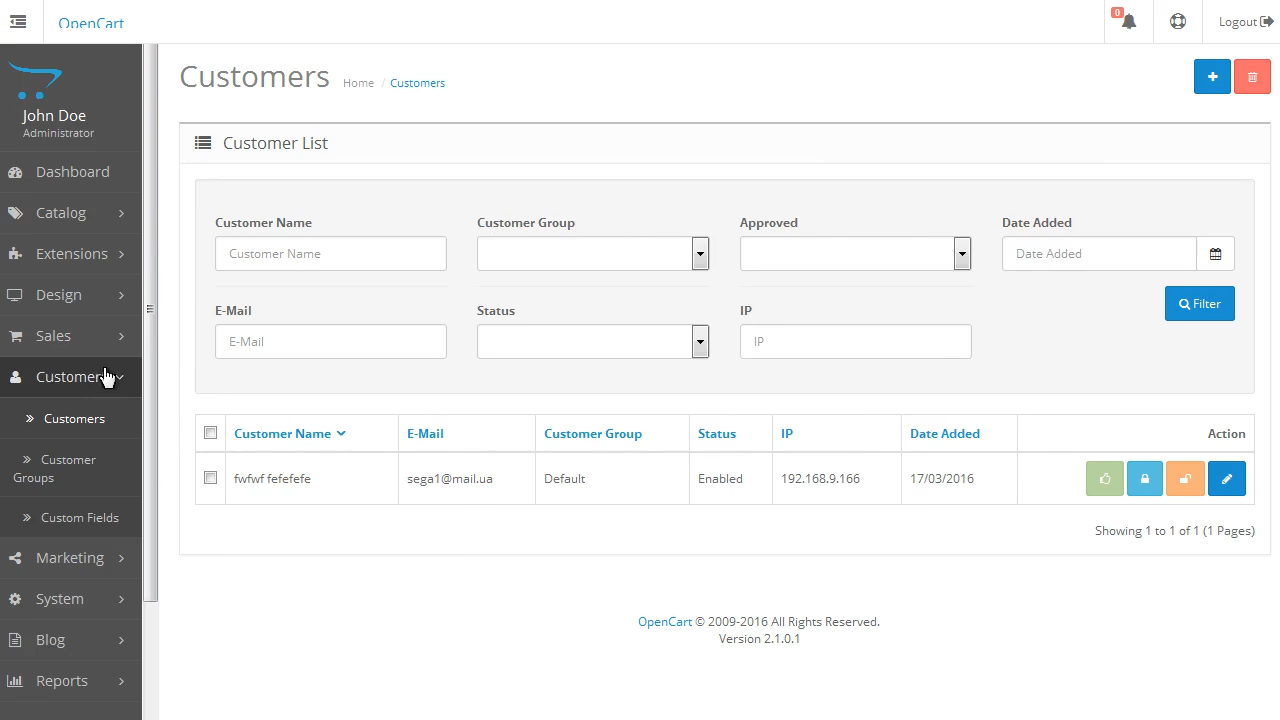 OpenCart
0
Logout
John Doe
Administrator
Dashboard
Catalog
Extensions
Design
Sales
Customers
Customers
Customer
Groups
Custom Fields
Marketing
System
Blog
Reports
Customers
Home / Customers
Customer List
Customer Name
Customer Group
Approved
Date Added
Customer Name
Date Added
Filter
E-Mail
Status
IP
E-Mail
IP
Customer Name E-Mail Customer Group Status IP Date Added Action
fwfwf fefefefe sega1@mail.ua Default Enabled 192.168.9.166 17/03/2016
Showing 1 to 1 of 1 (1 Pages)
OpenCart © 2009-2016 All Rights Reserved.
Version 2.1.0.1